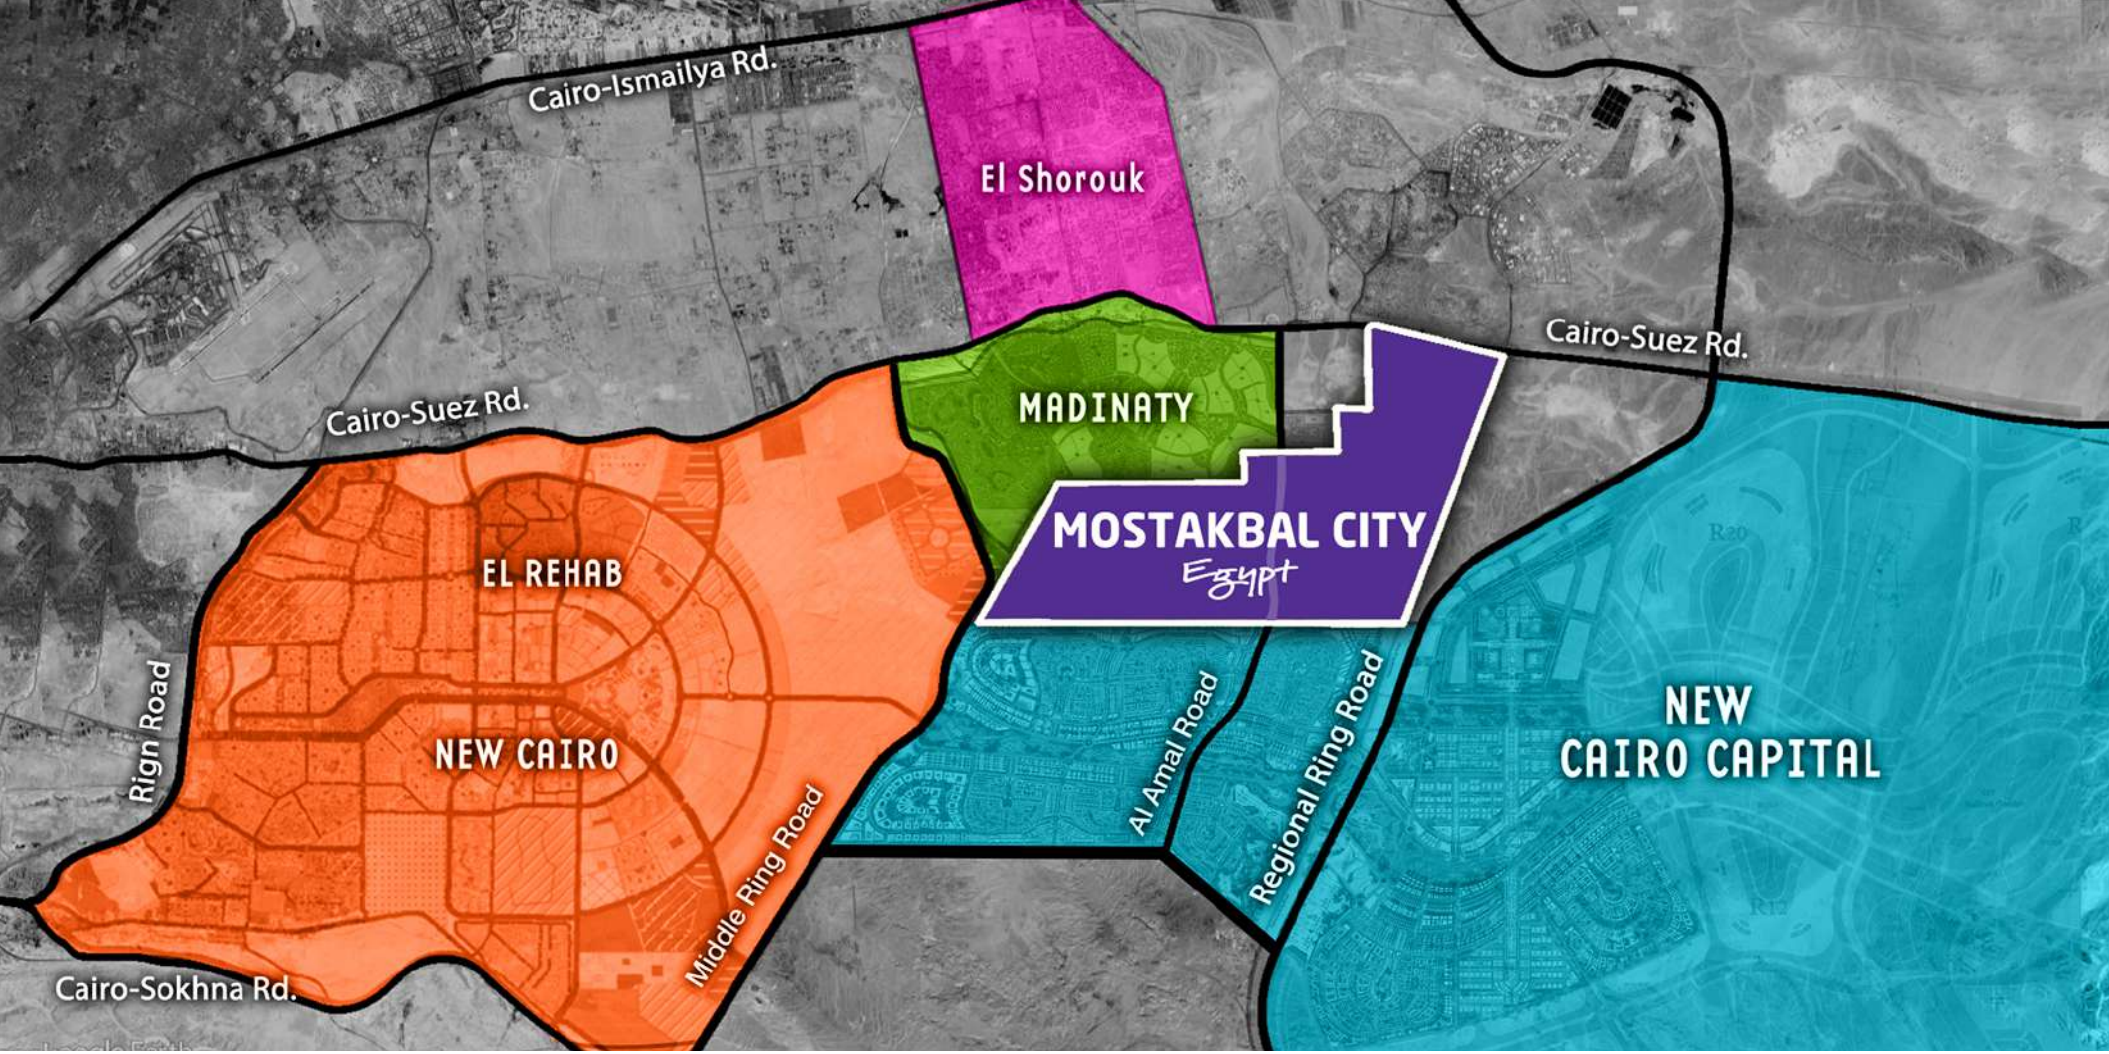 Cairo-Ismailya Rd.
El Shorouk
Cairo-Suez Rd.
Cairo-Suez Rd.
MADINATY
MOSTAKBAL CITY
Egypt
EL REHAB
R20
NEW CAIRO
NEW
CAIRO CAPITAL
Rign Road
Middle Ring Road
Al Amal Road
Regional Ring Road
Cairo-Sokhna Rd.